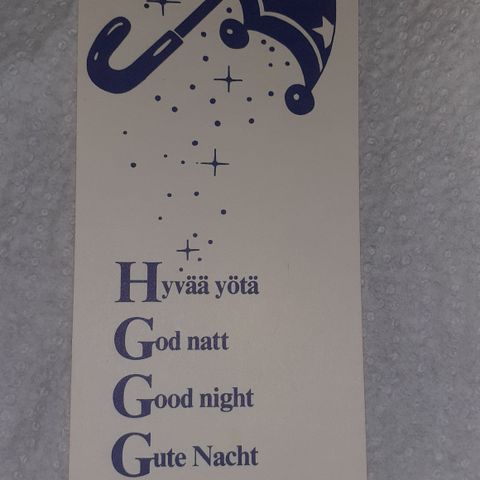 Hyvää yötä
God natt
Good night
Gute Nacht